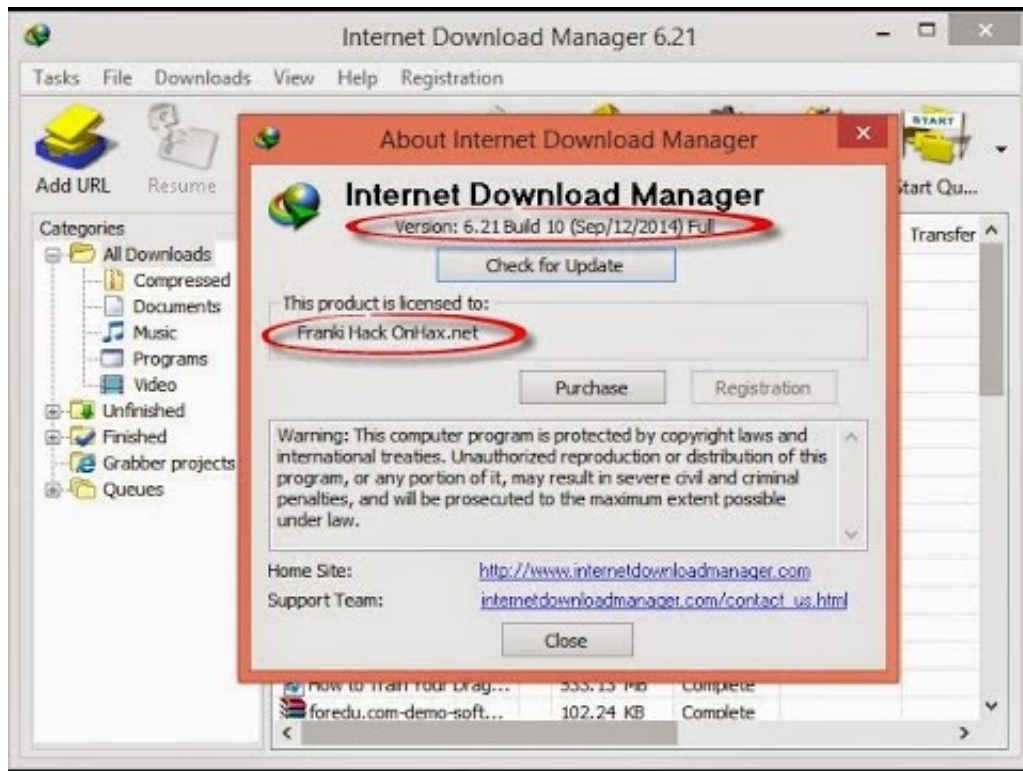 Internet Download Manager 6.21
Tasks File Downloads View Help Registration
Add URL
Resume
START
Start Qu...
Categories
All Downloads
Compressed
Documents
Music
Programs
Video
Unfinished
Finished
Grabber projects
Queues
Transfer
About Internet Download Manager
Internet Download Manager
Version: 6.21 Build 10 (Sep/12/2014) Full
Check for Update
This product is licensed to:
Franki Hack OnHax.net
Purchase
Registration
Warning: This computer program is protected by copyright laws and
international treaties. Unauthorized reproduction or distribution of this
program, or any portion of it, may result in severe civil and criminal
penalties, and will be prosecuted to the maximum extent possible
under law.
Home Site: http://www.internetdownloadmanager.com
Support Team: internetdownloadmanager.com/contact_us.html
Close
How to Train Your Drag... 555.13 MB Complete
foredu.com-demo-soft... 102.24 KB Complete